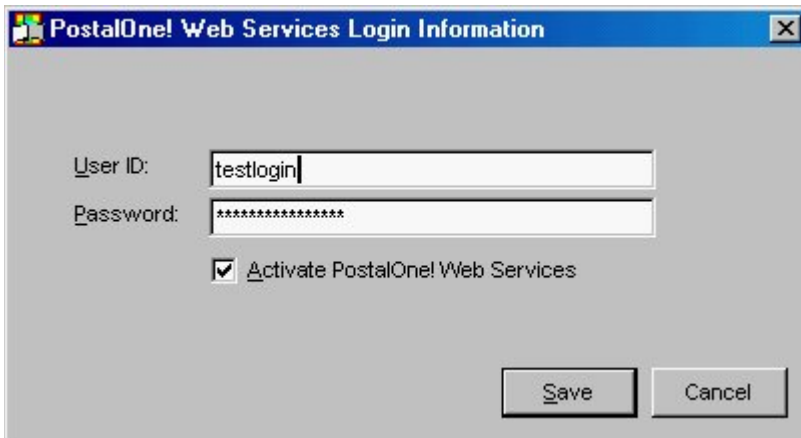 PostalOne! Web Services Login Information
User ID: testlogin
Password: ****************
Activate PostalOne! Web Services
Save Cancel